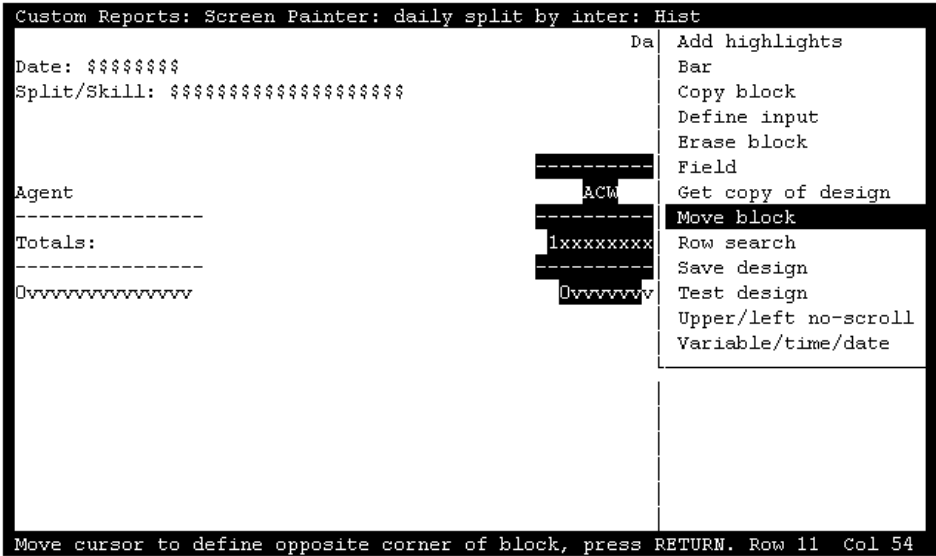 Custom Reports: Screen Painter: daily split by inter: Hist
Da
Date: $$$$$$$$
Split/Skill: $$$$$$$$$$$$$$$$$$$$
----------
Agent ACW
---------------- ----------
Totals: 1xxxxxxxx
---------------- ----------
0vvvvvvvvvvvvvv 0vvvvvvv
Add highlights
Bar
Copy block
Define input
Erase block
Field
Get copy of design
Move block
Row search
Save design
Test design
Upper/left no-scroll
Variable/time/date
Move cursor to define opposite corner of block, press RETURN. Row 11 Col 54